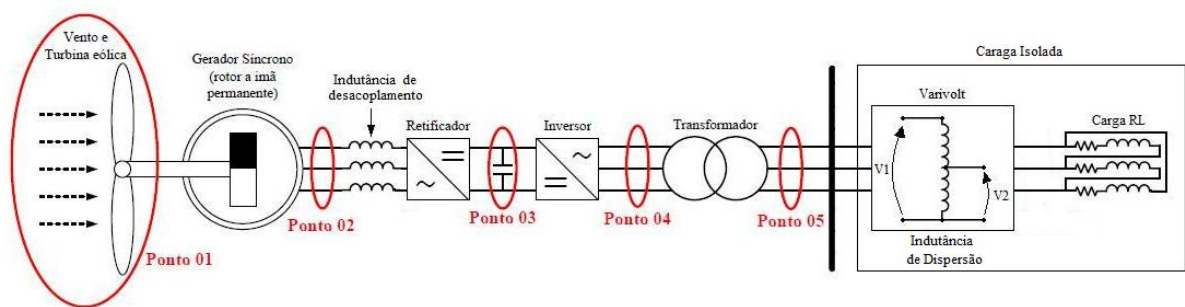 Vento e
Turbina eólica
Ponto 01
Gerador Síncrono
(rotor a imã
permanente)
Ponto 02
Indutância de
desacoplamento
Retificador
Ponto 03
Inversor
Ponto 04
Transformador
Ponto 05
Caraga Isolada
Varivolt
V1
V2
Indutância
de Dispersão
Carga RL